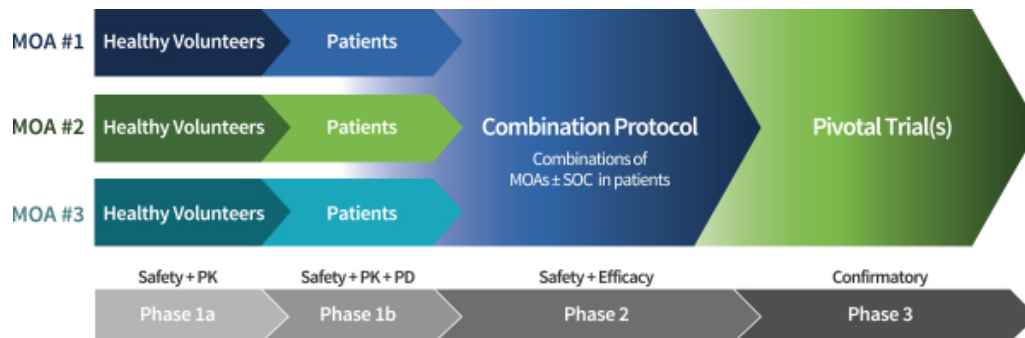 MOA #1
Healthy Volunteers
Patients
MOA #2
Healthy Volunteers
Patients
MOA #3
Healthy Volunteers
Patients
Combination Protocol
Combinations of
MOAs ± SOC in patients
Pivotal Trial(s)
Safety + PK
Safety + PK + PD
Safety + Efficacy
Confirmatory
Phase 1a
Phase 1b
Phase 2
Phase 3